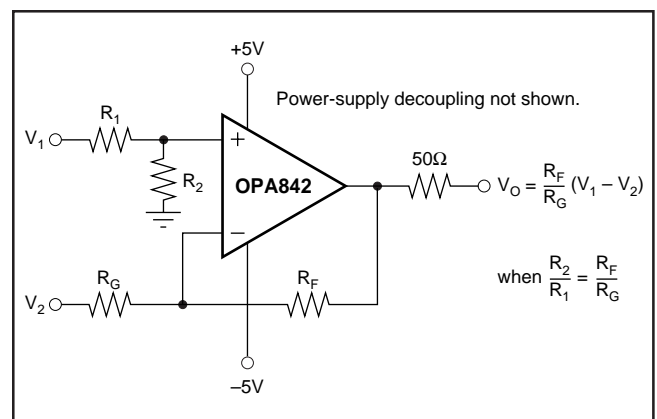 +5V
Power-supply decoupling not shown.
R1
V1
+
R2
50Ω
OPA842
VO = RF/RG (V1 – V2)
–
when R2/R1 = RF/RG
RG
RF
V2
–5V